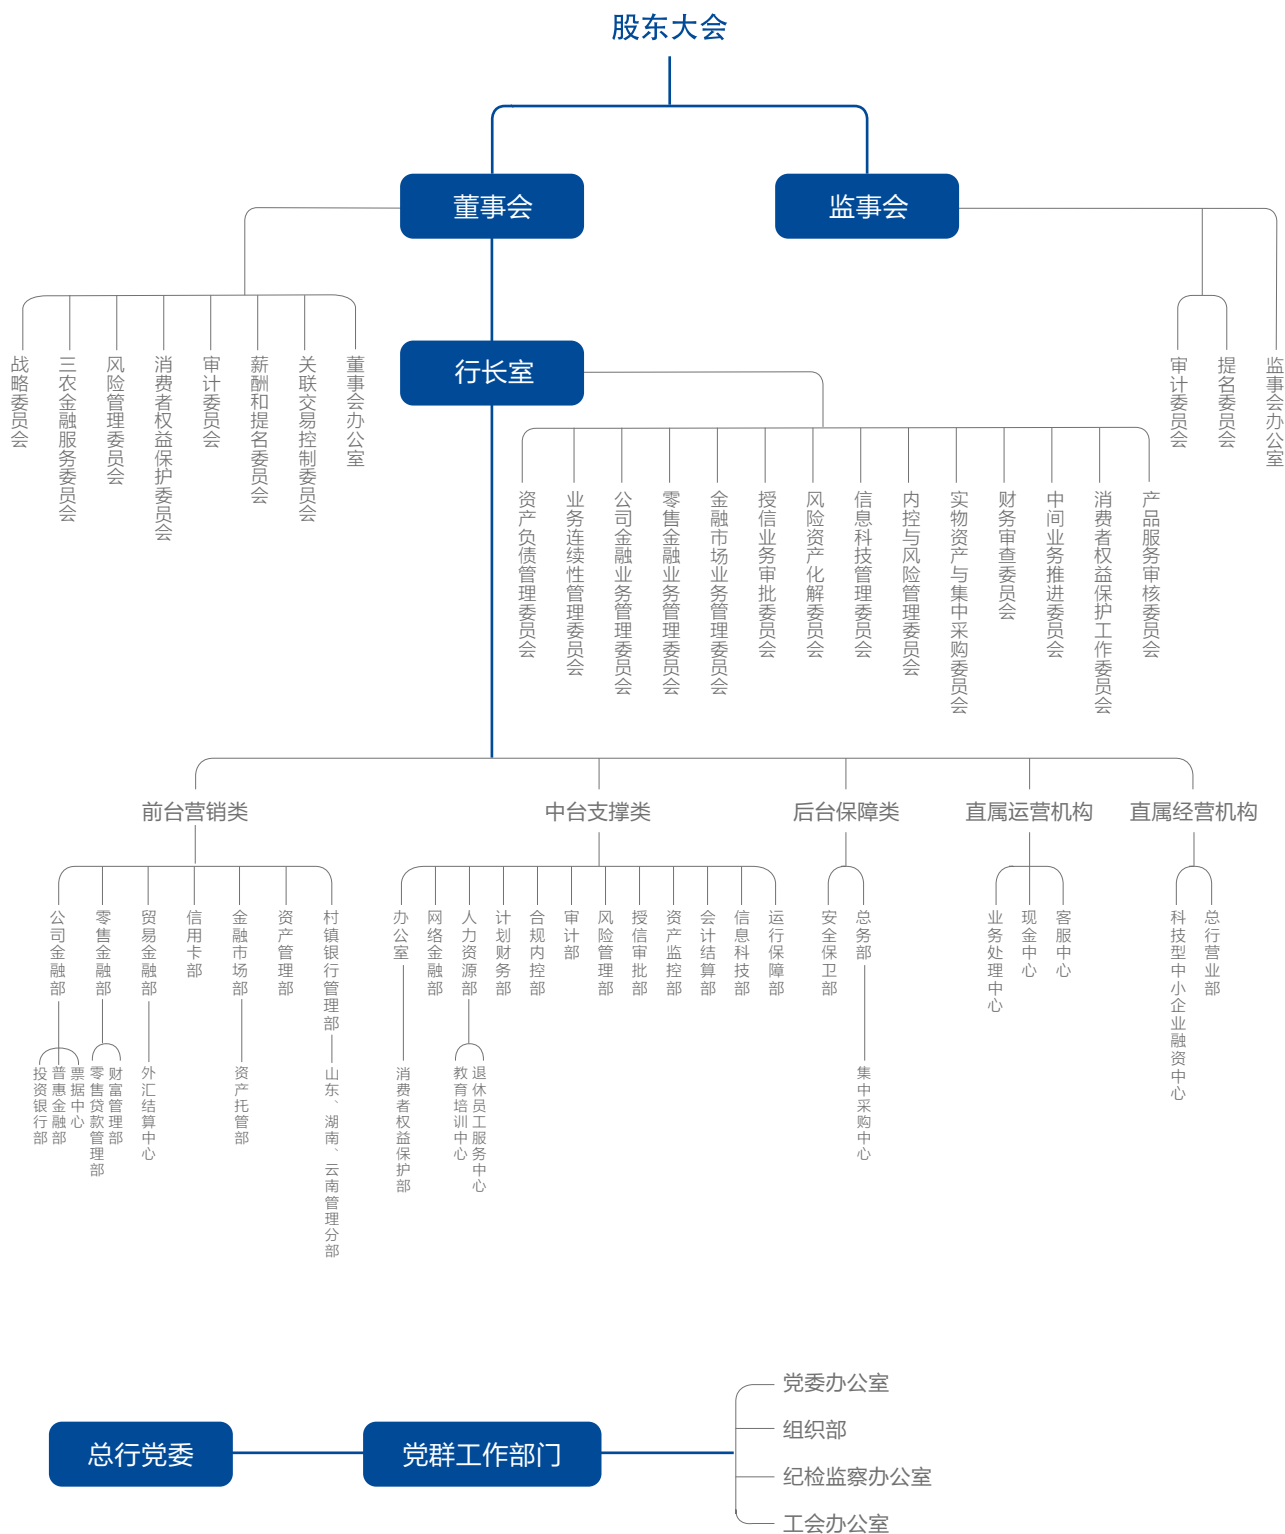 股东大会
董事会
监事会
战略委员会
三农金融服务委员会
风险管理委员会
消费者权益保护委员会
审计委员会
薪酬和提名委员会
关联交易控制委员会
董事会办公室
行长室
审计委员会
提名委员会
监事会办公室
资产负债管理委员会
业务连续性管理委员会
公司金融业务管理委员会
零售金融业务管理委员会
金融市场业务管理委员会
授信业务审批委员会
风险资产化解委员会
信息科技管理委员会
内控与风险管理委员会
实物资产与集中采购委员会
财务审查委员会
中间业务推进委员会
消费者权益保护工作委员会
产品服务审核委员会
前台营销类
中台支撑类
后台保障类
直属运营机构
直属经营机构
公司金融部
零售金融部
贸易金融部
信用卡部
金融市场部
资产管理部
村镇银行管理部
办公室
网络金融部
人力资源部
计划财务部
合规内控部
审计部
风险管理部
授信审批部
资产监控部
会计结算部
信息科技部
运行保障部
安全保卫部
总务部
业务处理中心
现金中心
客服中心
科技型中小企业融资中心
总行营业部
投资银行部
普惠金融部
票据中心
零售贷款管理部
财富管理部
外汇结算中心
资产托管部
山东、湖南、云南管理分部
消费者权益保护部
教育培训中心
退休员工服务中心
集中采购中心
总行党委
党群工作部门
党委办公室
组织部
纪检监察办公室
工会办公室